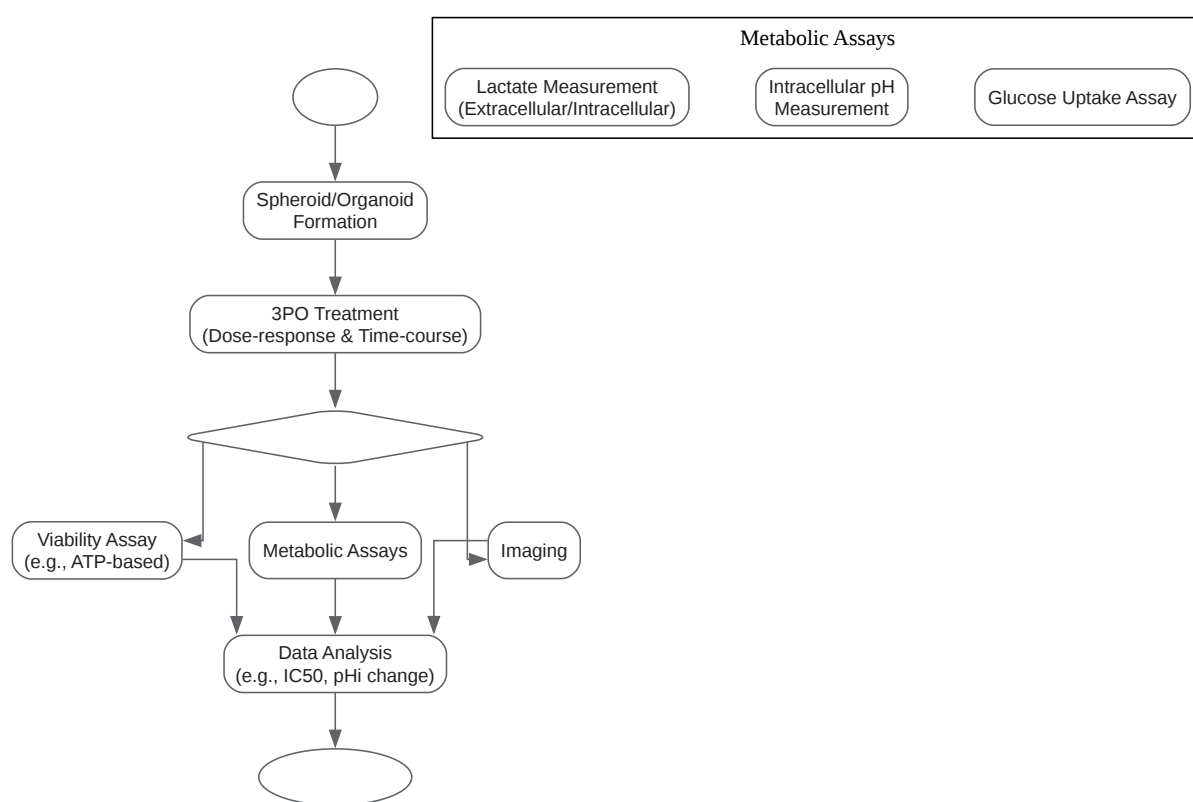 Metabolic Assays
Lactate Measurement
(Extracellular/Intracellular)
Intracellular pH
Measurement
Glucose Uptake Assay
Spheroid/Organoid
Formation
3PO Treatment
(Dose-response & Time-course)
Viability Assay
(e.g., ATP-based)
Metabolic Assays
Imaging
Data Analysis
(e.g., IC50, pHi change)